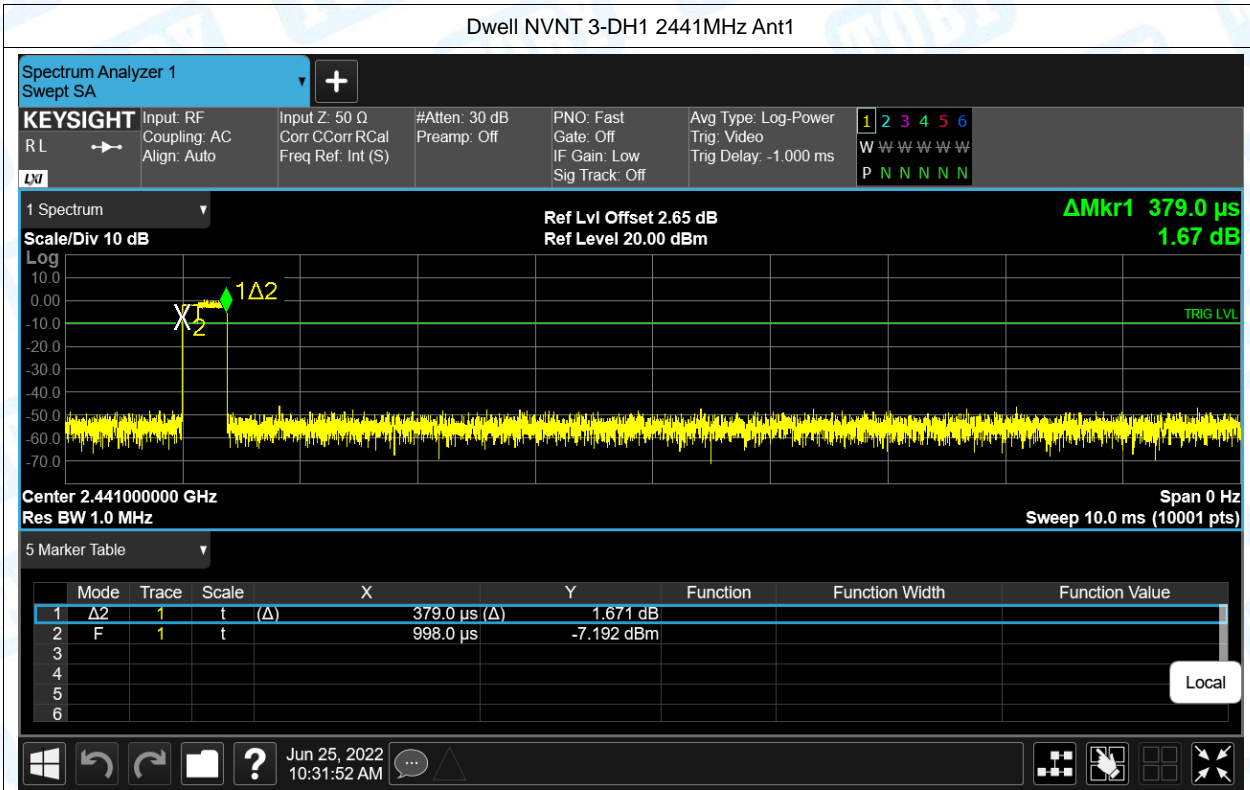 Dwell NVNT 3-DH1 2441MHz Ant1
Spectrum Analyzer 1
Swept SA
+
KEYSIGHT Input: RF Input Z: 50 Ω #Atten: 30 dB PNO: Fast Avg Type: Log-Power 1 2 3 4 5 6
RL Coupling: AC Corr CCorr RCal Preamp: Off Gate: Off Trig: Video W W W W W W
Align: Auto Freq Ref: Int (S) IF Gain: Low Trig Delay: -1.000 ms
LXI Sig Track: Off P N N N N N
1 Spectrum Ref Lvl Offset 2.65 dB ΔMkr1 379.0 µs
Scale/Div 10 dB Ref Level 20.00 dBm 1.67 dB
Log
10.0
1Δ2
0.00
X
2
TRIG LVL
-10.0
-20.0
-30.0
-40.0
-50.0
-60.0
-70.0
Center 2.441000000 GHz Span 0 Hz
Res BW 1.0 MHz Sweep 10.0 ms (10001 pts)
5 Marker Table
Mode Trace Scale X Y Function Function Width Function Value
1 Δ2 1 t (Δ) 379.0 µs (Δ) 1.671 dB
2 F 1 t 998.0 µs -7.192 dBm
3
4
5
6
Local
? Jun 25, 2022
10:31:52 AM